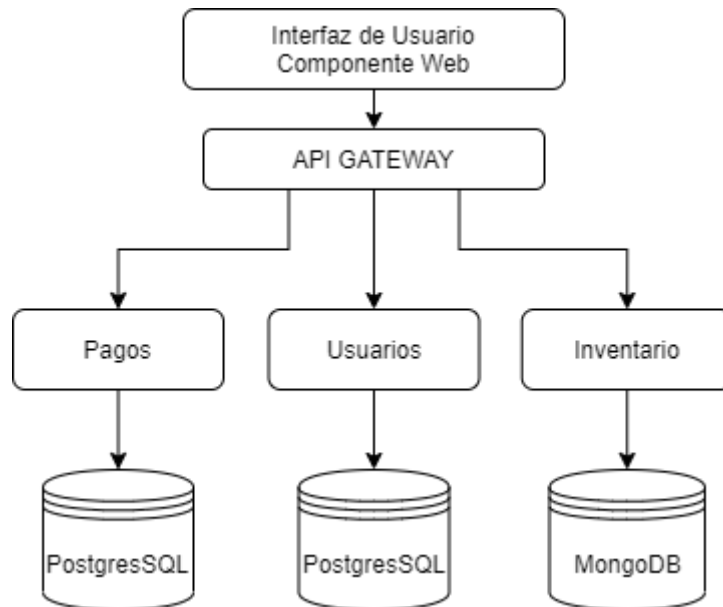 Interfaz de Usuario
Componente Web
API GATEWAY
Pagos
Usuarios
Inventario
PostgresSQL
PostgresSQL
MongoDB